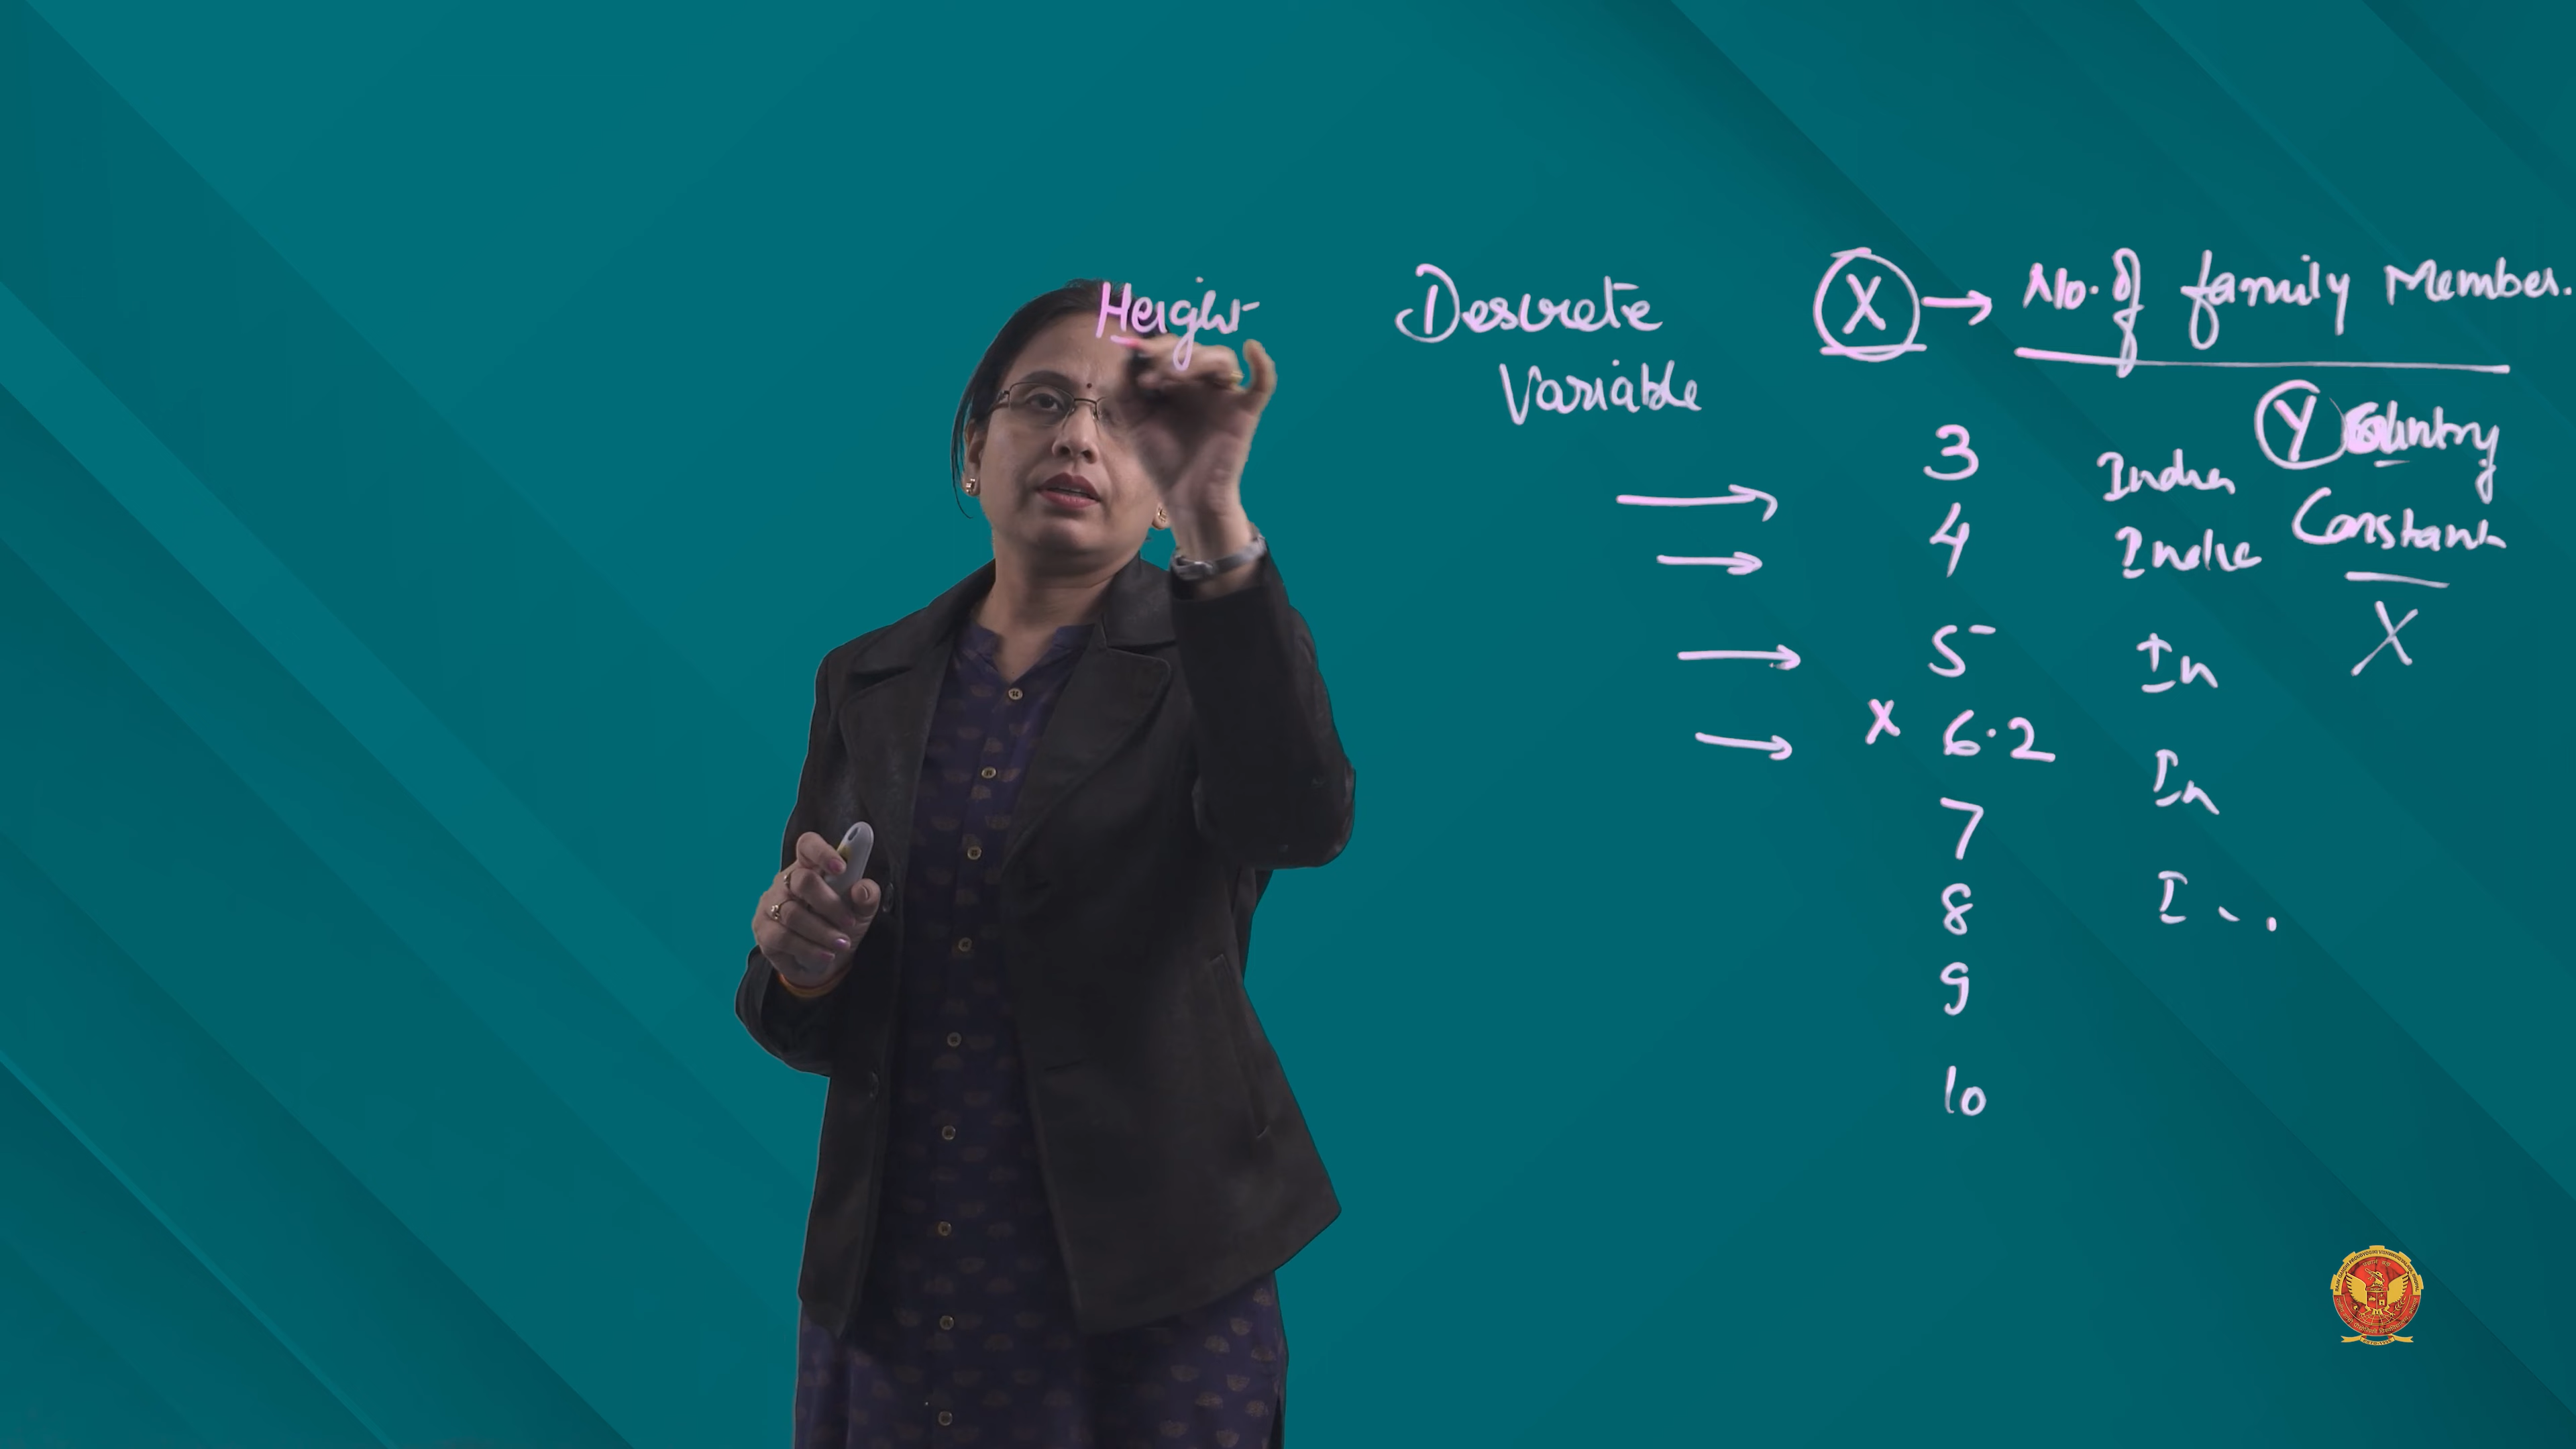 Height
Descrete
Variable
X → No. of family Member.
Y Country
Constant
X
3 India
4 India
5 In
x 6.2 In
7
8 I...
9
10